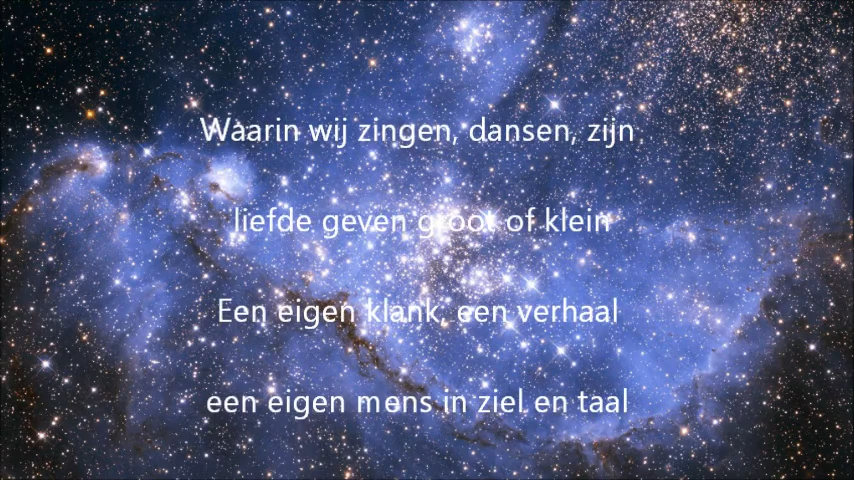 Waarin wij zingen, dansen, zijn
liefde geven groot of klein
Een eigen klank, een verhaal
een eigen mens in ziel en taal